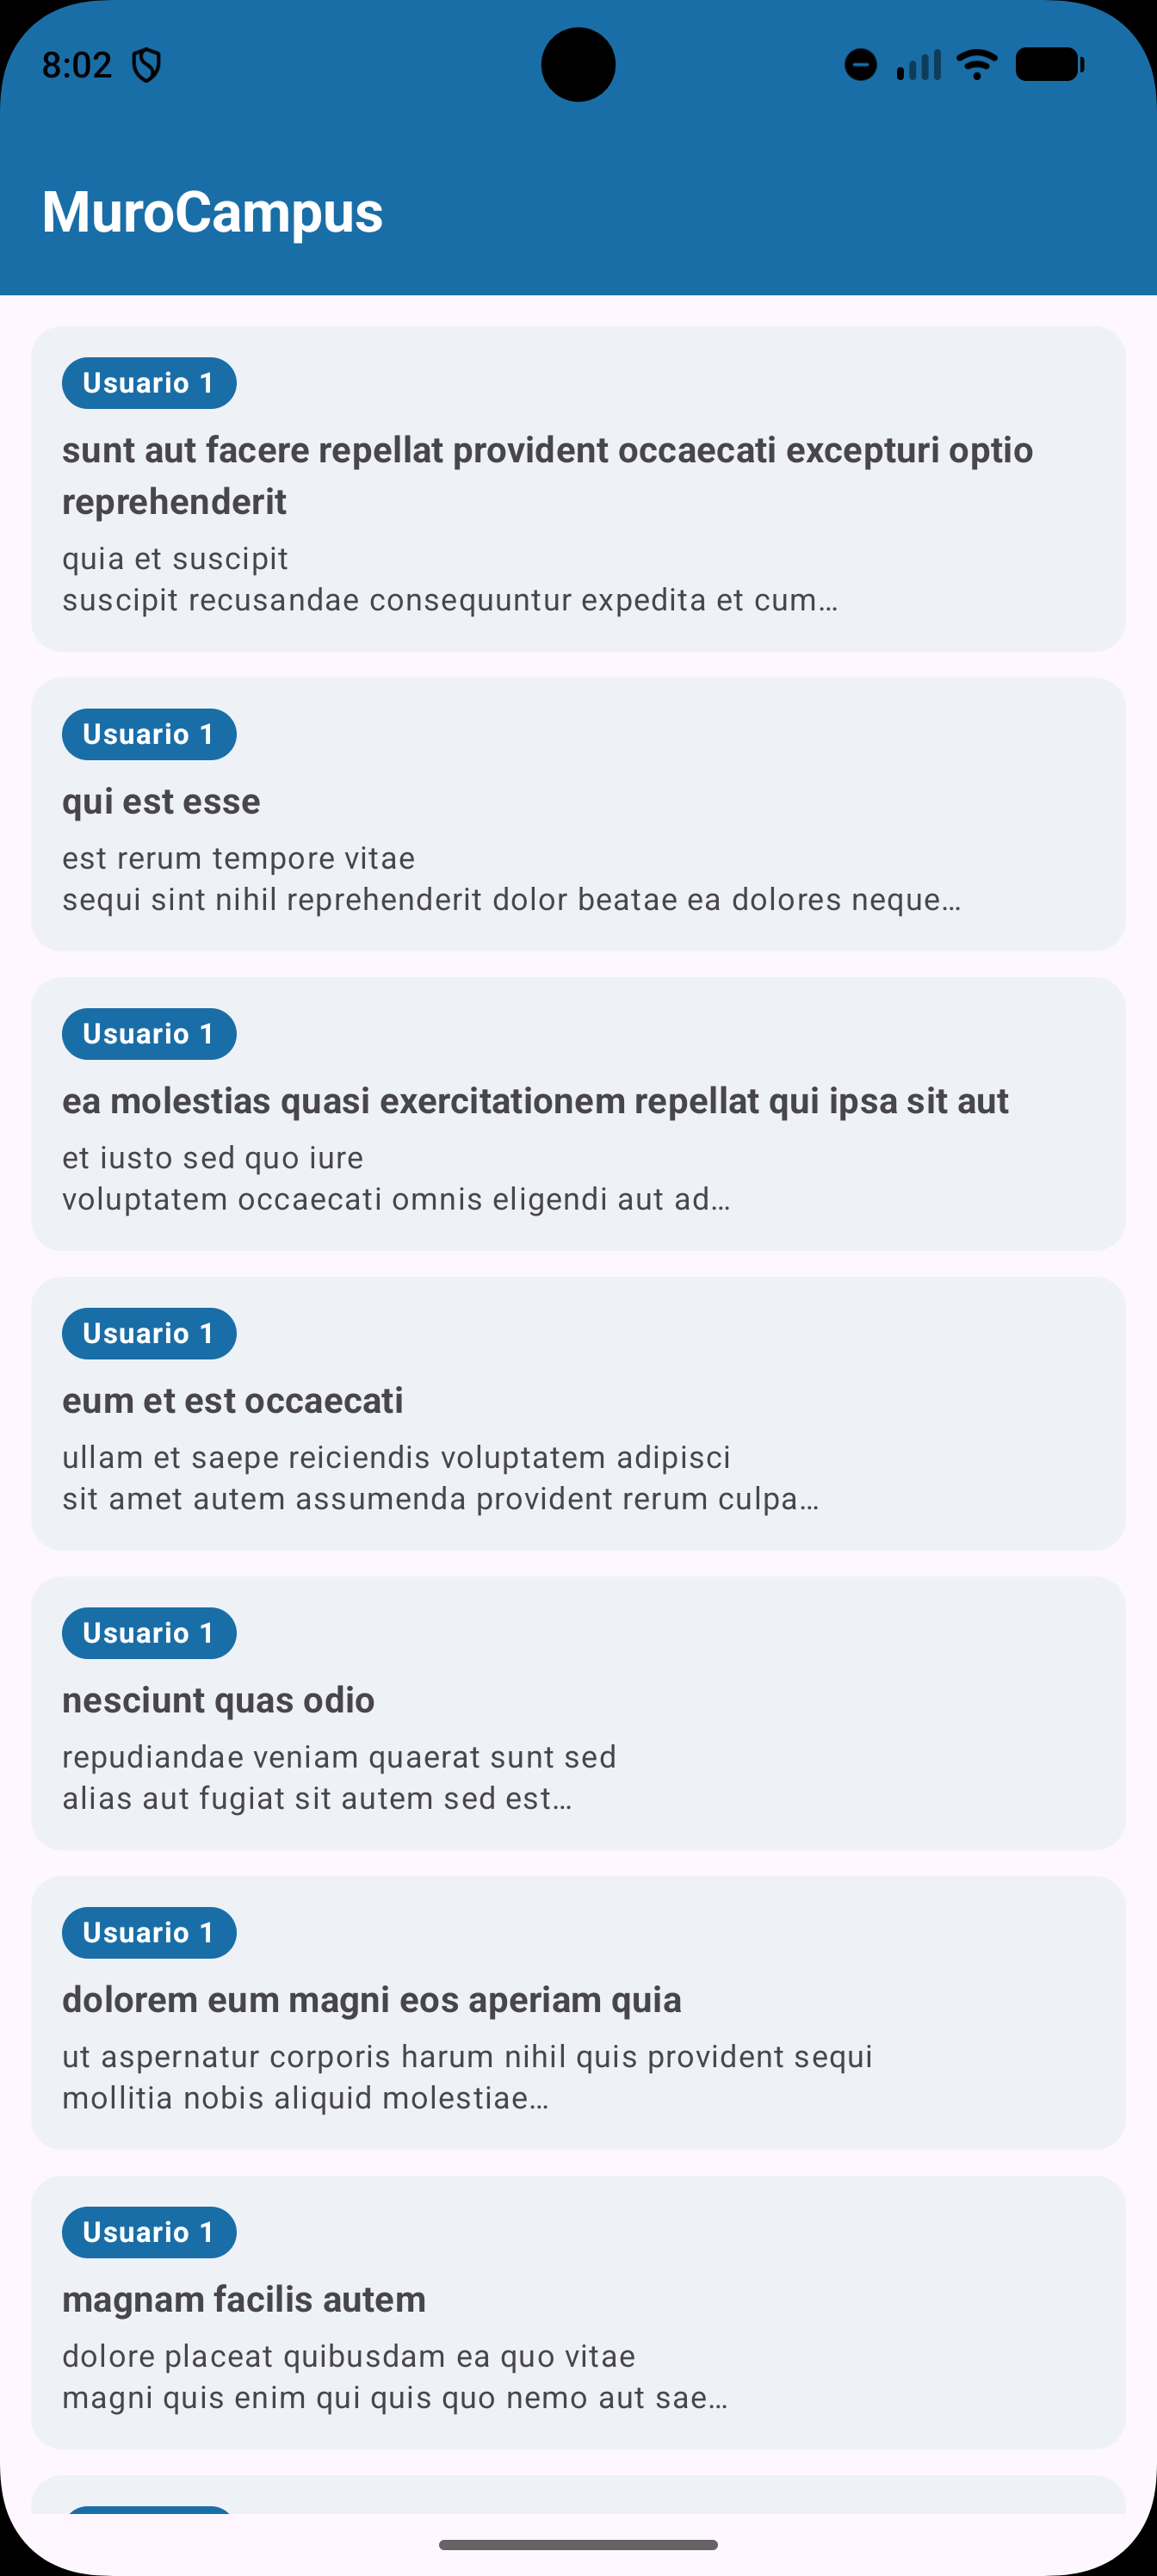 8:02
MuroCampus
Usuario 1
sunt aut facere repellat provident occaecati excepturi optio
reprehenderit
quia et suscipit
suscipit recusandae consequuntur expedita et cum…
Usuario 1
qui est esse
est rerum tempore vitae
sequi sint nihil reprehenderit dolor beatae ea dolores neque…
Usuario 1
ea molestias quasi exercitationem repellat qui ipsa sit aut
et iusto sed quo iure
voluptatem occaecati omnis eligendi aut ad…
Usuario 1
eum et est occaecati
ullam et saepe reiciendis voluptatem adipisci
sit amet autem assumenda provident rerum culpa…
Usuario 1
nesciunt quas odio
repudiandae veniam quaerat sunt sed
alias aut fugiat sit autem sed est…
Usuario 1
dolorem eum magni eos aperiam quia
ut aspernatur corporis harum nihil quis provident sequi
mollitia nobis aliquid molestiae…
Usuario 1
magnam facilis autem
dolore placeat quibusdam ea quo vitae
magni quis enim qui quis quo nemo aut sae…